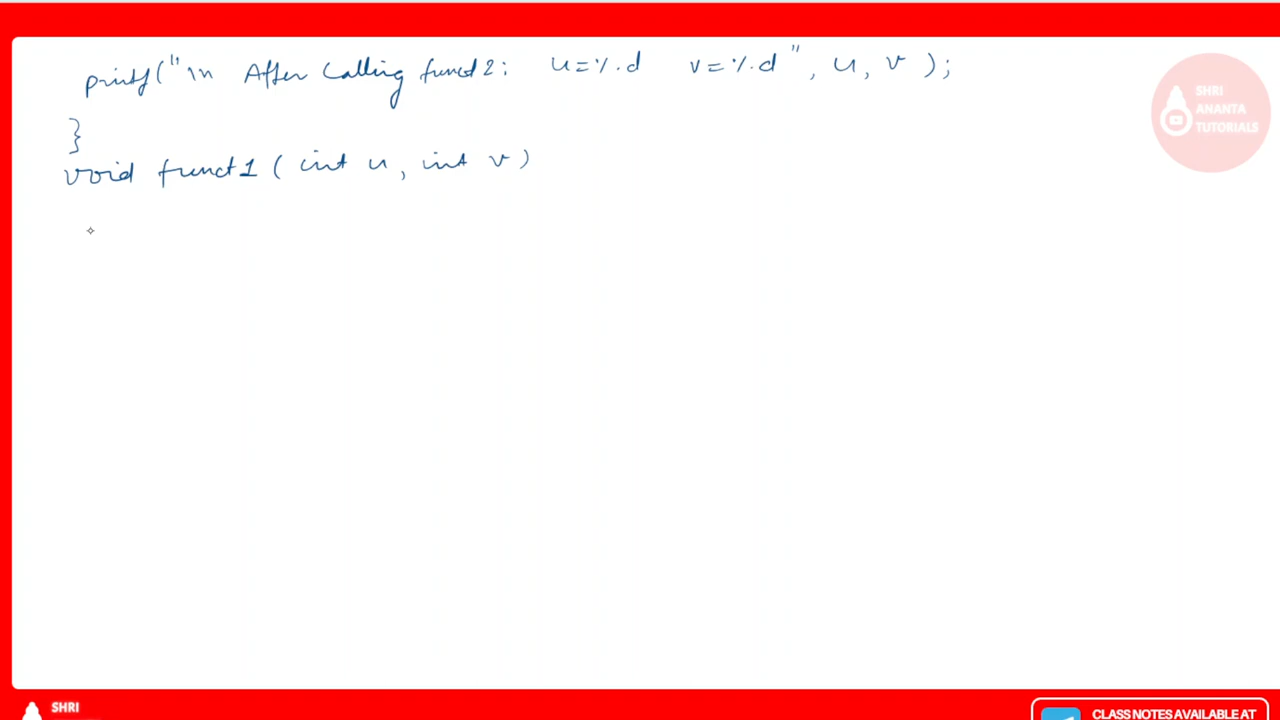 printf("\n After Calling funct2: u=%d v=%d", u, v );
}
void funct1 ( int u, int v )
SHRI
ANANTA
TUTORIALS
SHRI
CLASS NOTES AVAILABLE AT